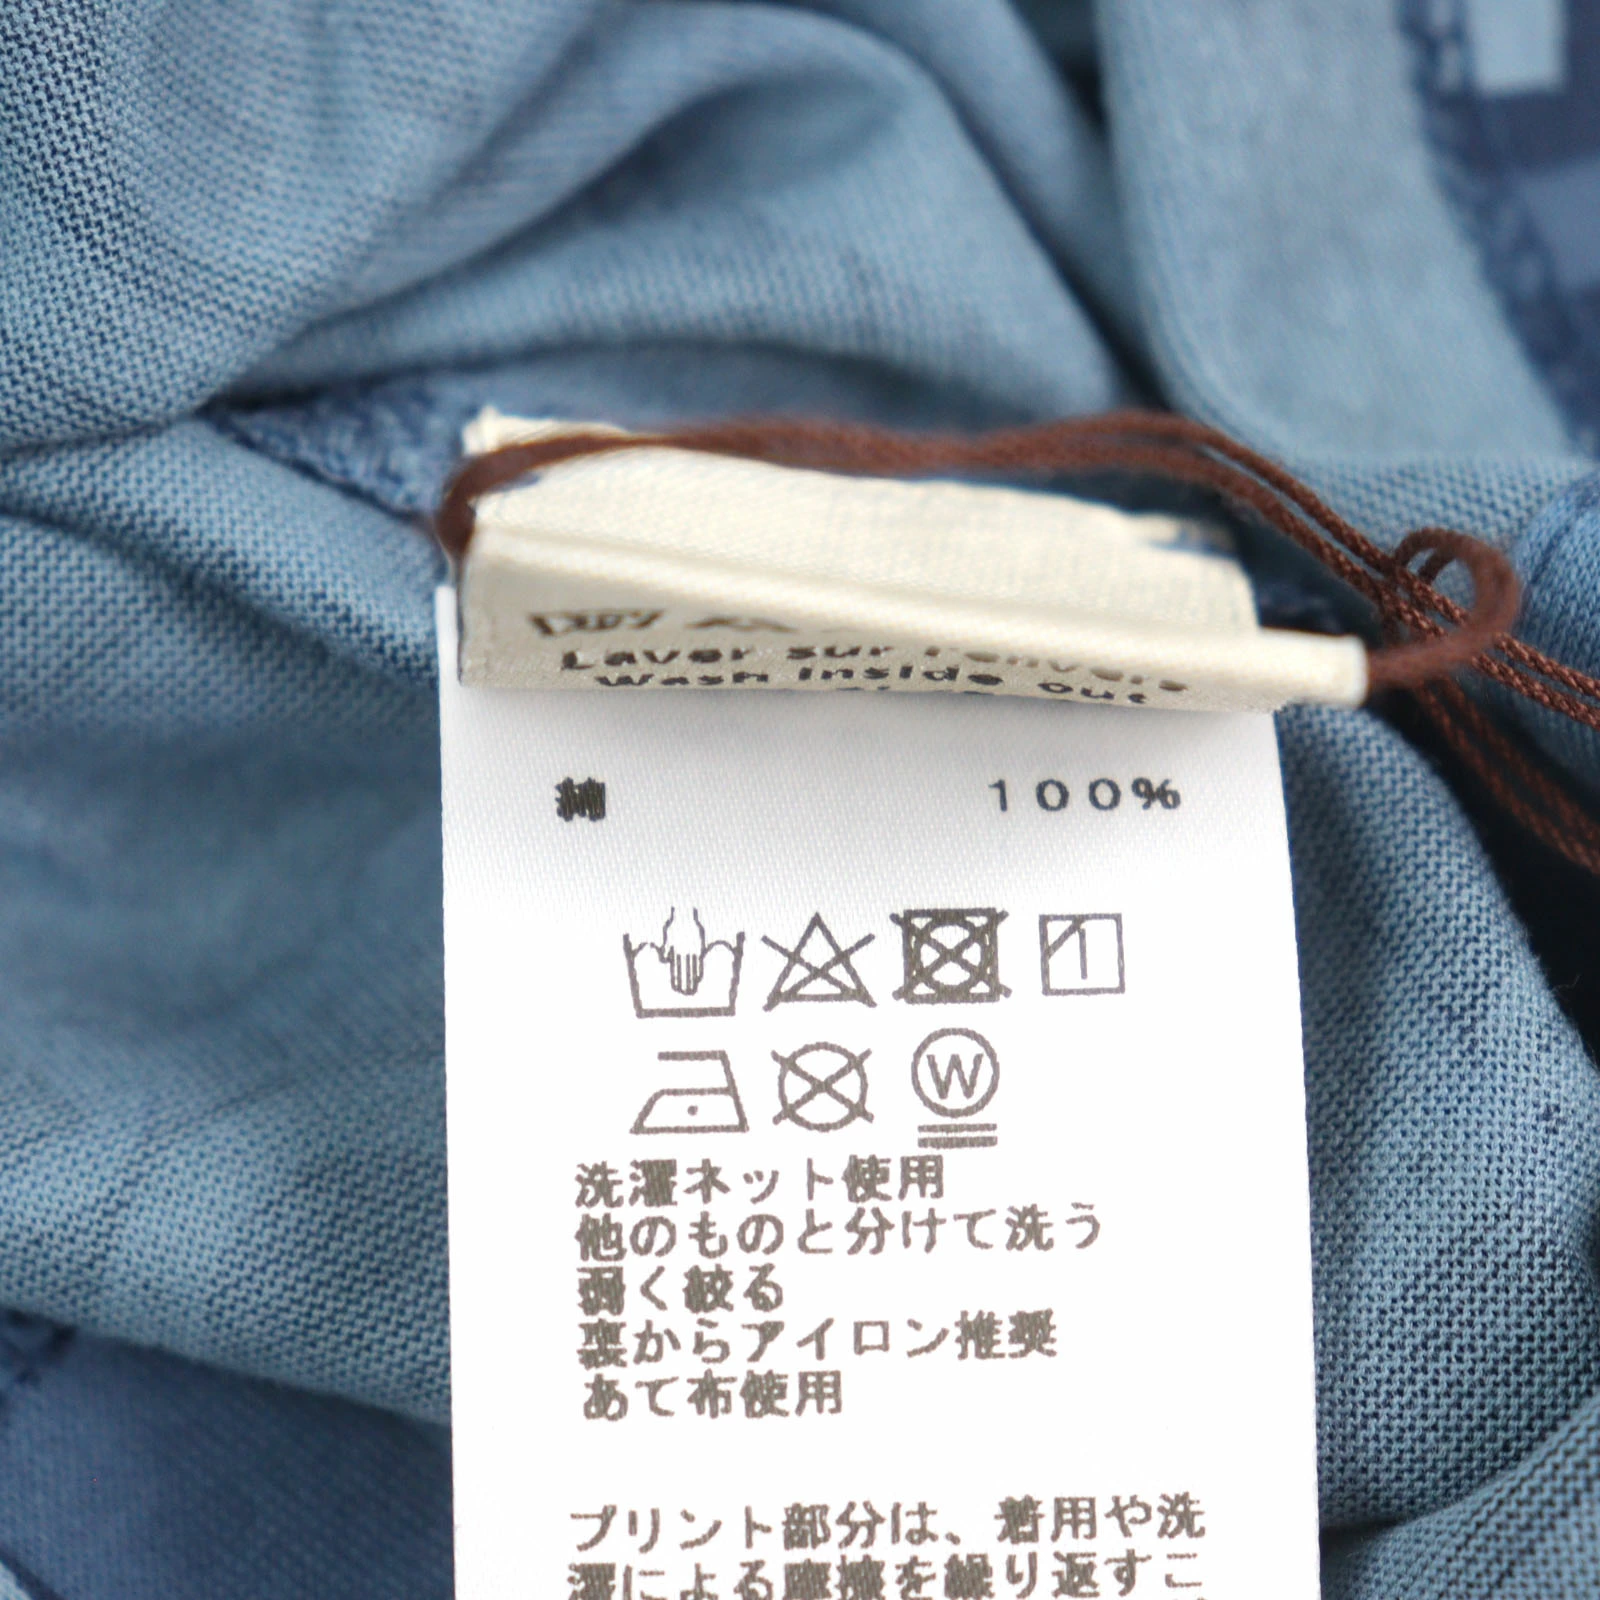 Laver sur l'envers
Wash inside out
綿 100%
W
洗濯ネット使用
他のものと分けて洗う
弱く絞る
裏からアイロン推奨
あて布使用
プリント部分は、着用や洗
濯による摩擦を繰り返すこ